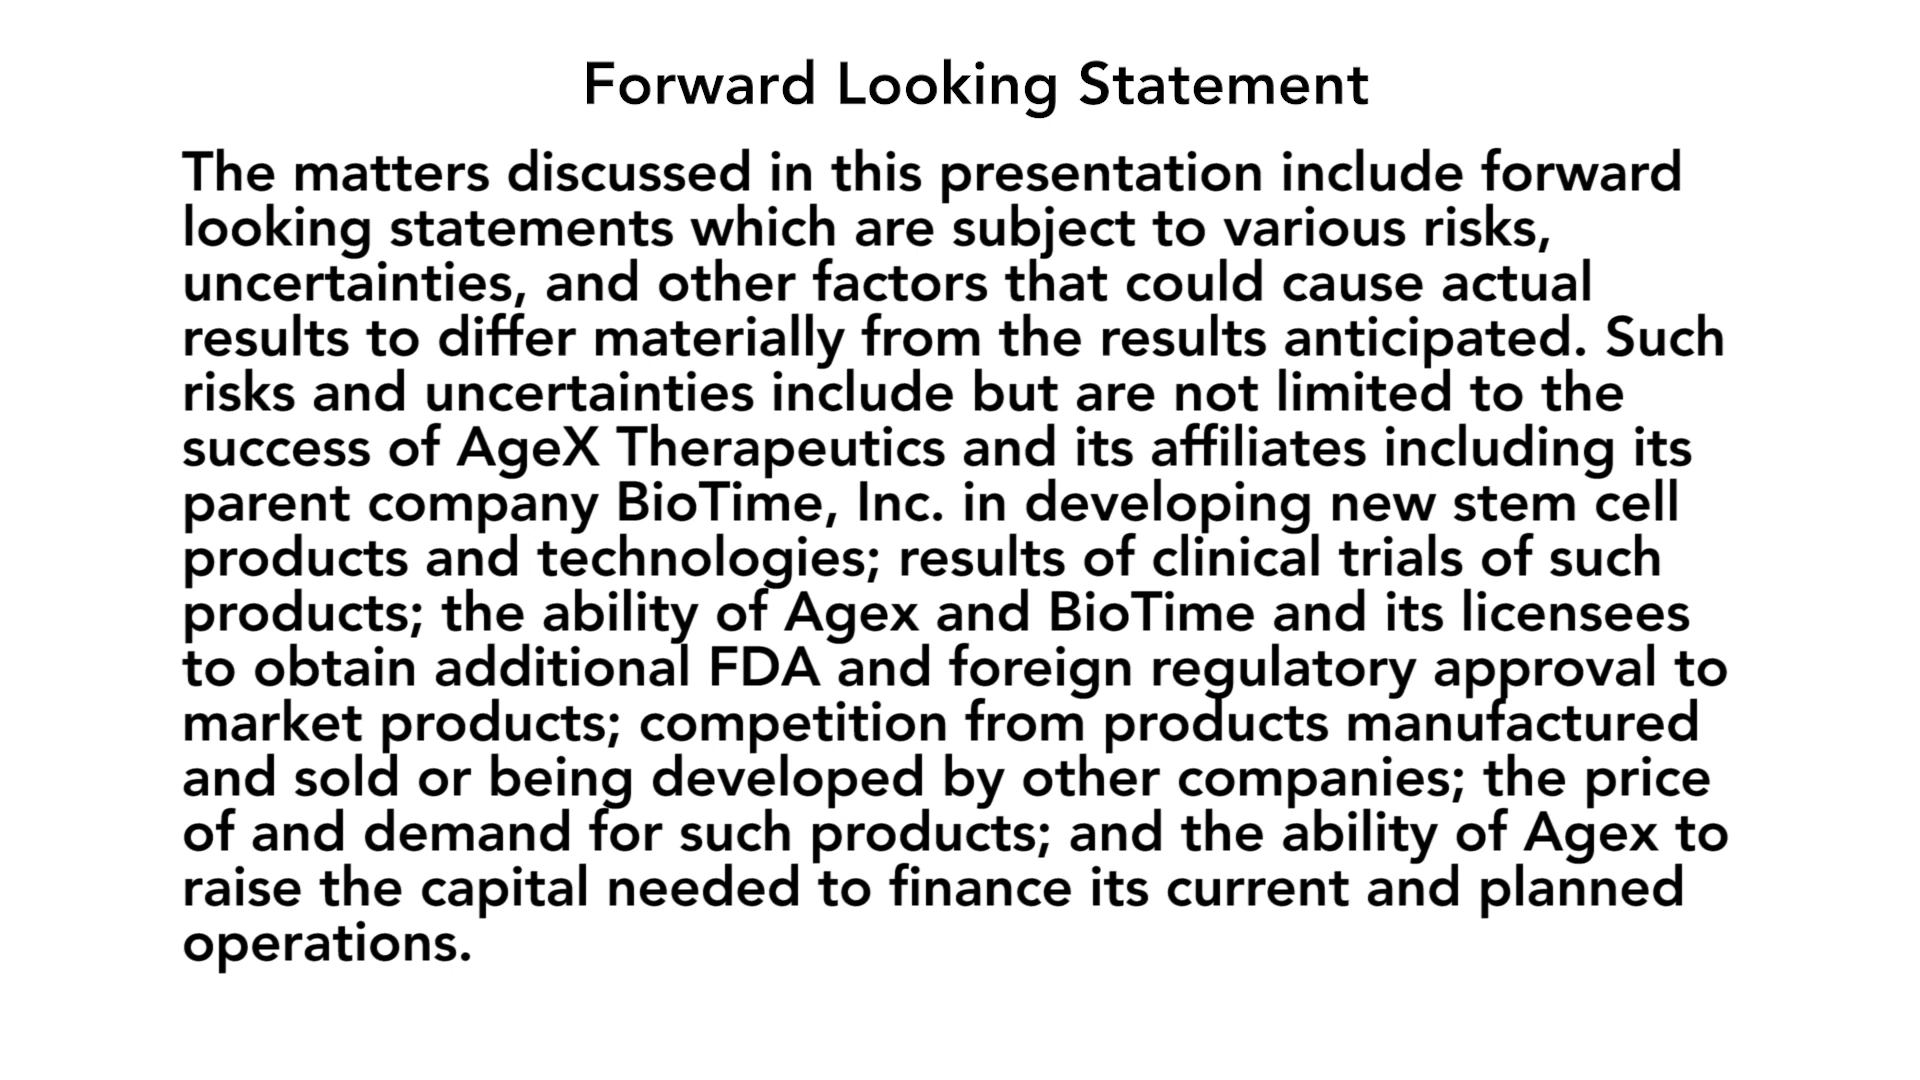 Forward Looking Statement
The matters discussed in this presentation include forward
looking statements which are subject to various risks,
uncertainties, and other factors that could cause actual
results to differ materially from the results anticipated. Such
risks and uncertainties include but are not limited to the
success of AgeX Therapeutics and its affiliates including its
parent company BioTime, Inc. in developing new stem cell
products and technologies; results of clinical trials of such
products; the ability of Agex and BioTime and its licensees
to obtain additional FDA and foreign regulatory approval to
market products; competition from products manufactured
and sold or being developed by other companies; the price
of and demand for such products; and the ability of Agex to
raise the capital needed to finance its current and planned
operations.